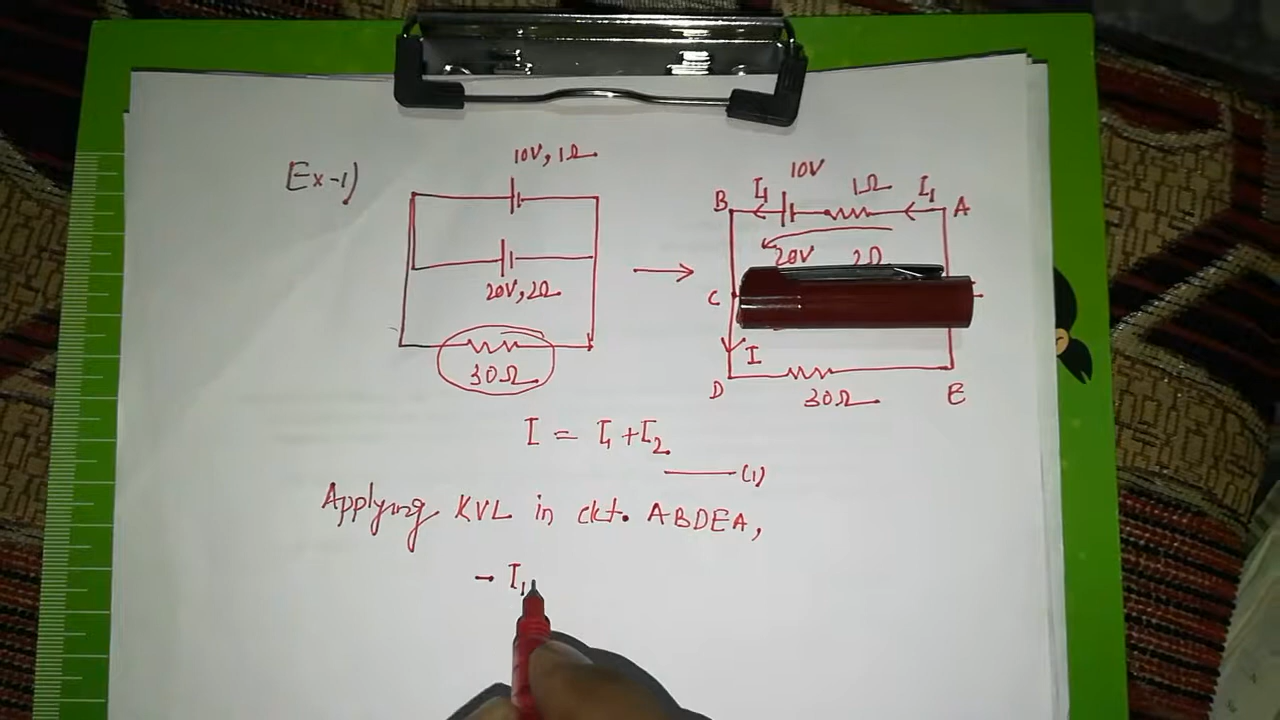 Ex-1)
10V, 1Ω
20V, 2Ω
30Ω
10V
1Ω
B
I1
I1
A
20V
2Ω
C
I
D
30Ω
E
I = I1 + I2
(1)
Applying KVL in ckt. ABDEA,
- I1